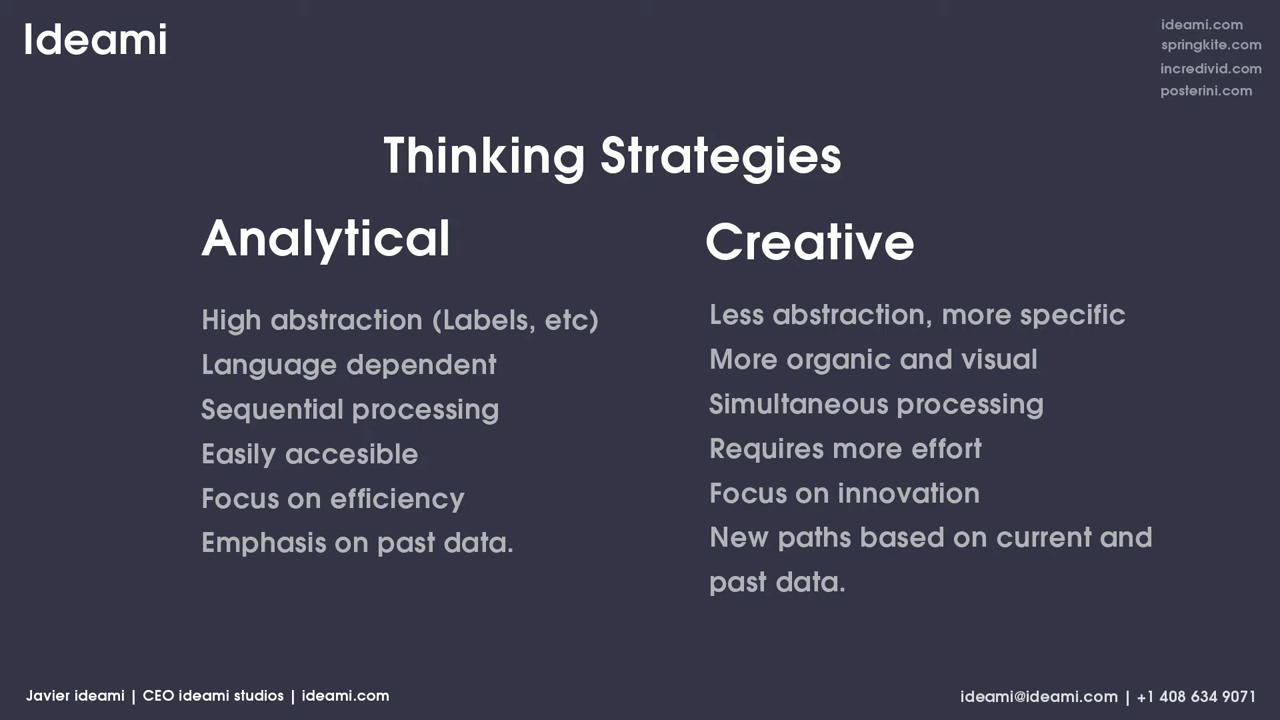 Ideami
ideami.com
springkite.com
incredivid.com
posterini.com
Thinking Strategies
Analytical
High abstraction (Labels, etc)
Language dependent
Sequential processing
Easily accesible
Focus on efficiency
Emphasis on past data.
Creative
Less abstraction, more specific
More organic and visual
Simultaneous processing
Requires more effort
Focus on innovation
New paths based on current and
past data.
Javier ideami | CEO ideami studios | ideami.com
ideami@ideami.com | +1 408 634 9071